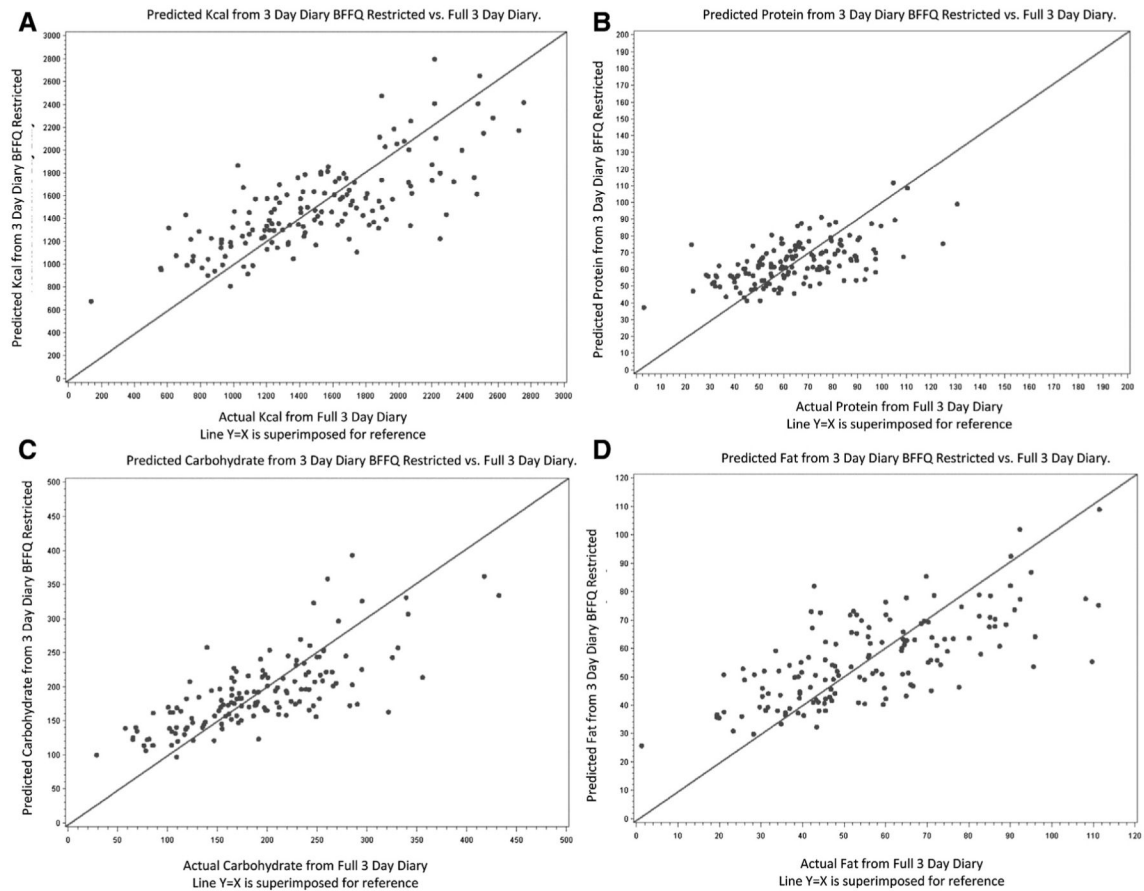 A
Predicted Kcal from 3 Day Diary BFFQ Restricted vs. Full 3 Day Diary.
Predicted Kcal from 3 Day Diary BFFQ Restricted
3000
2800
2600
2400
2200
2000
1800
1600
1400
1200
1000
800
600
400
200
0
0 200 400 600 800 1000 1200 1400 1600 1800 2000 2200 2400 2600 2800 3000
Actual Kcal from Full 3 Day Diary
Line Y=X is superimposed for reference
B
Predicted Protein from 3 Day Diary BFFQ Restricted vs. Full 3 Day Diary.
Predicted Protein from 3 Day Diary BFFQ Restricted
200
190
180
170
160
150
140
130
120
110
100
90
80
70
60
50
40
30
20
10
0
0 10 20 30 40 50 60 70 80 90 100 110 120 130 140 150 160 170 180 190 200
Actual Protein from Full 3 Day Diary
Line Y=X is superimposed for reference
C
Predicted Carbohydrate from 3 Day Diary BFFQ Restricted vs. Full 3 Day Diary.
Predicted Carbohydrate from 3 Day Diary BFFQ Restricted
500
450
400
350
300
250
200
150
100
50
0
0 50 100 150 200 250 300 350 400 450 500
Actual Carbohydrate from Full 3 Day Diary
Line Y=X is superimposed for reference
D
Predicted Fat from 3 Day Diary BFFQ Restricted vs. Full 3 Day Diary.
Predicted Fat from 3 Day Diary BFFQ Restricted
120
110
100
90
80
70
60
50
40
30
20
10
0
0 10 20 30 40 50 60 70 80 90 100 110 120
Actual Fat from Full 3 Day Diary
Line Y=X is superimposed for reference